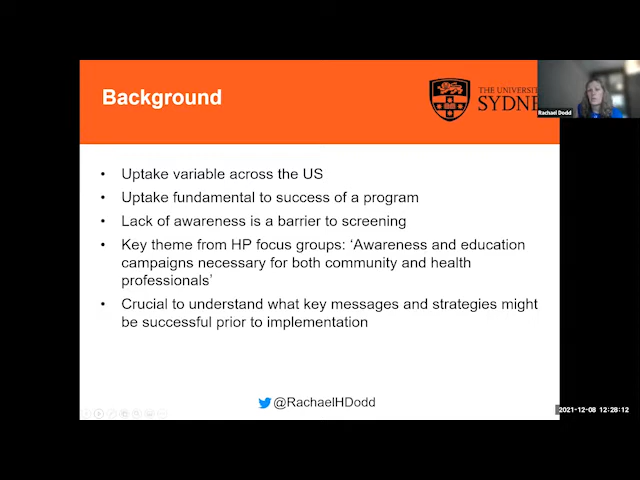 Background
THE UNIVERSI
SYDNE
Rachael Dodd
• Uptake variable across the US
• Uptake fundamental to success of a program
• Lack of awareness is a barrier to screening
• Key theme from HP focus groups: ‘Awareness and education
campaigns necessary for both community and health
professionals’
• Crucial to understand what key messages and strategies might
be successful prior to implementation
@RachaelHDodd
2021-12-08 12:28:12